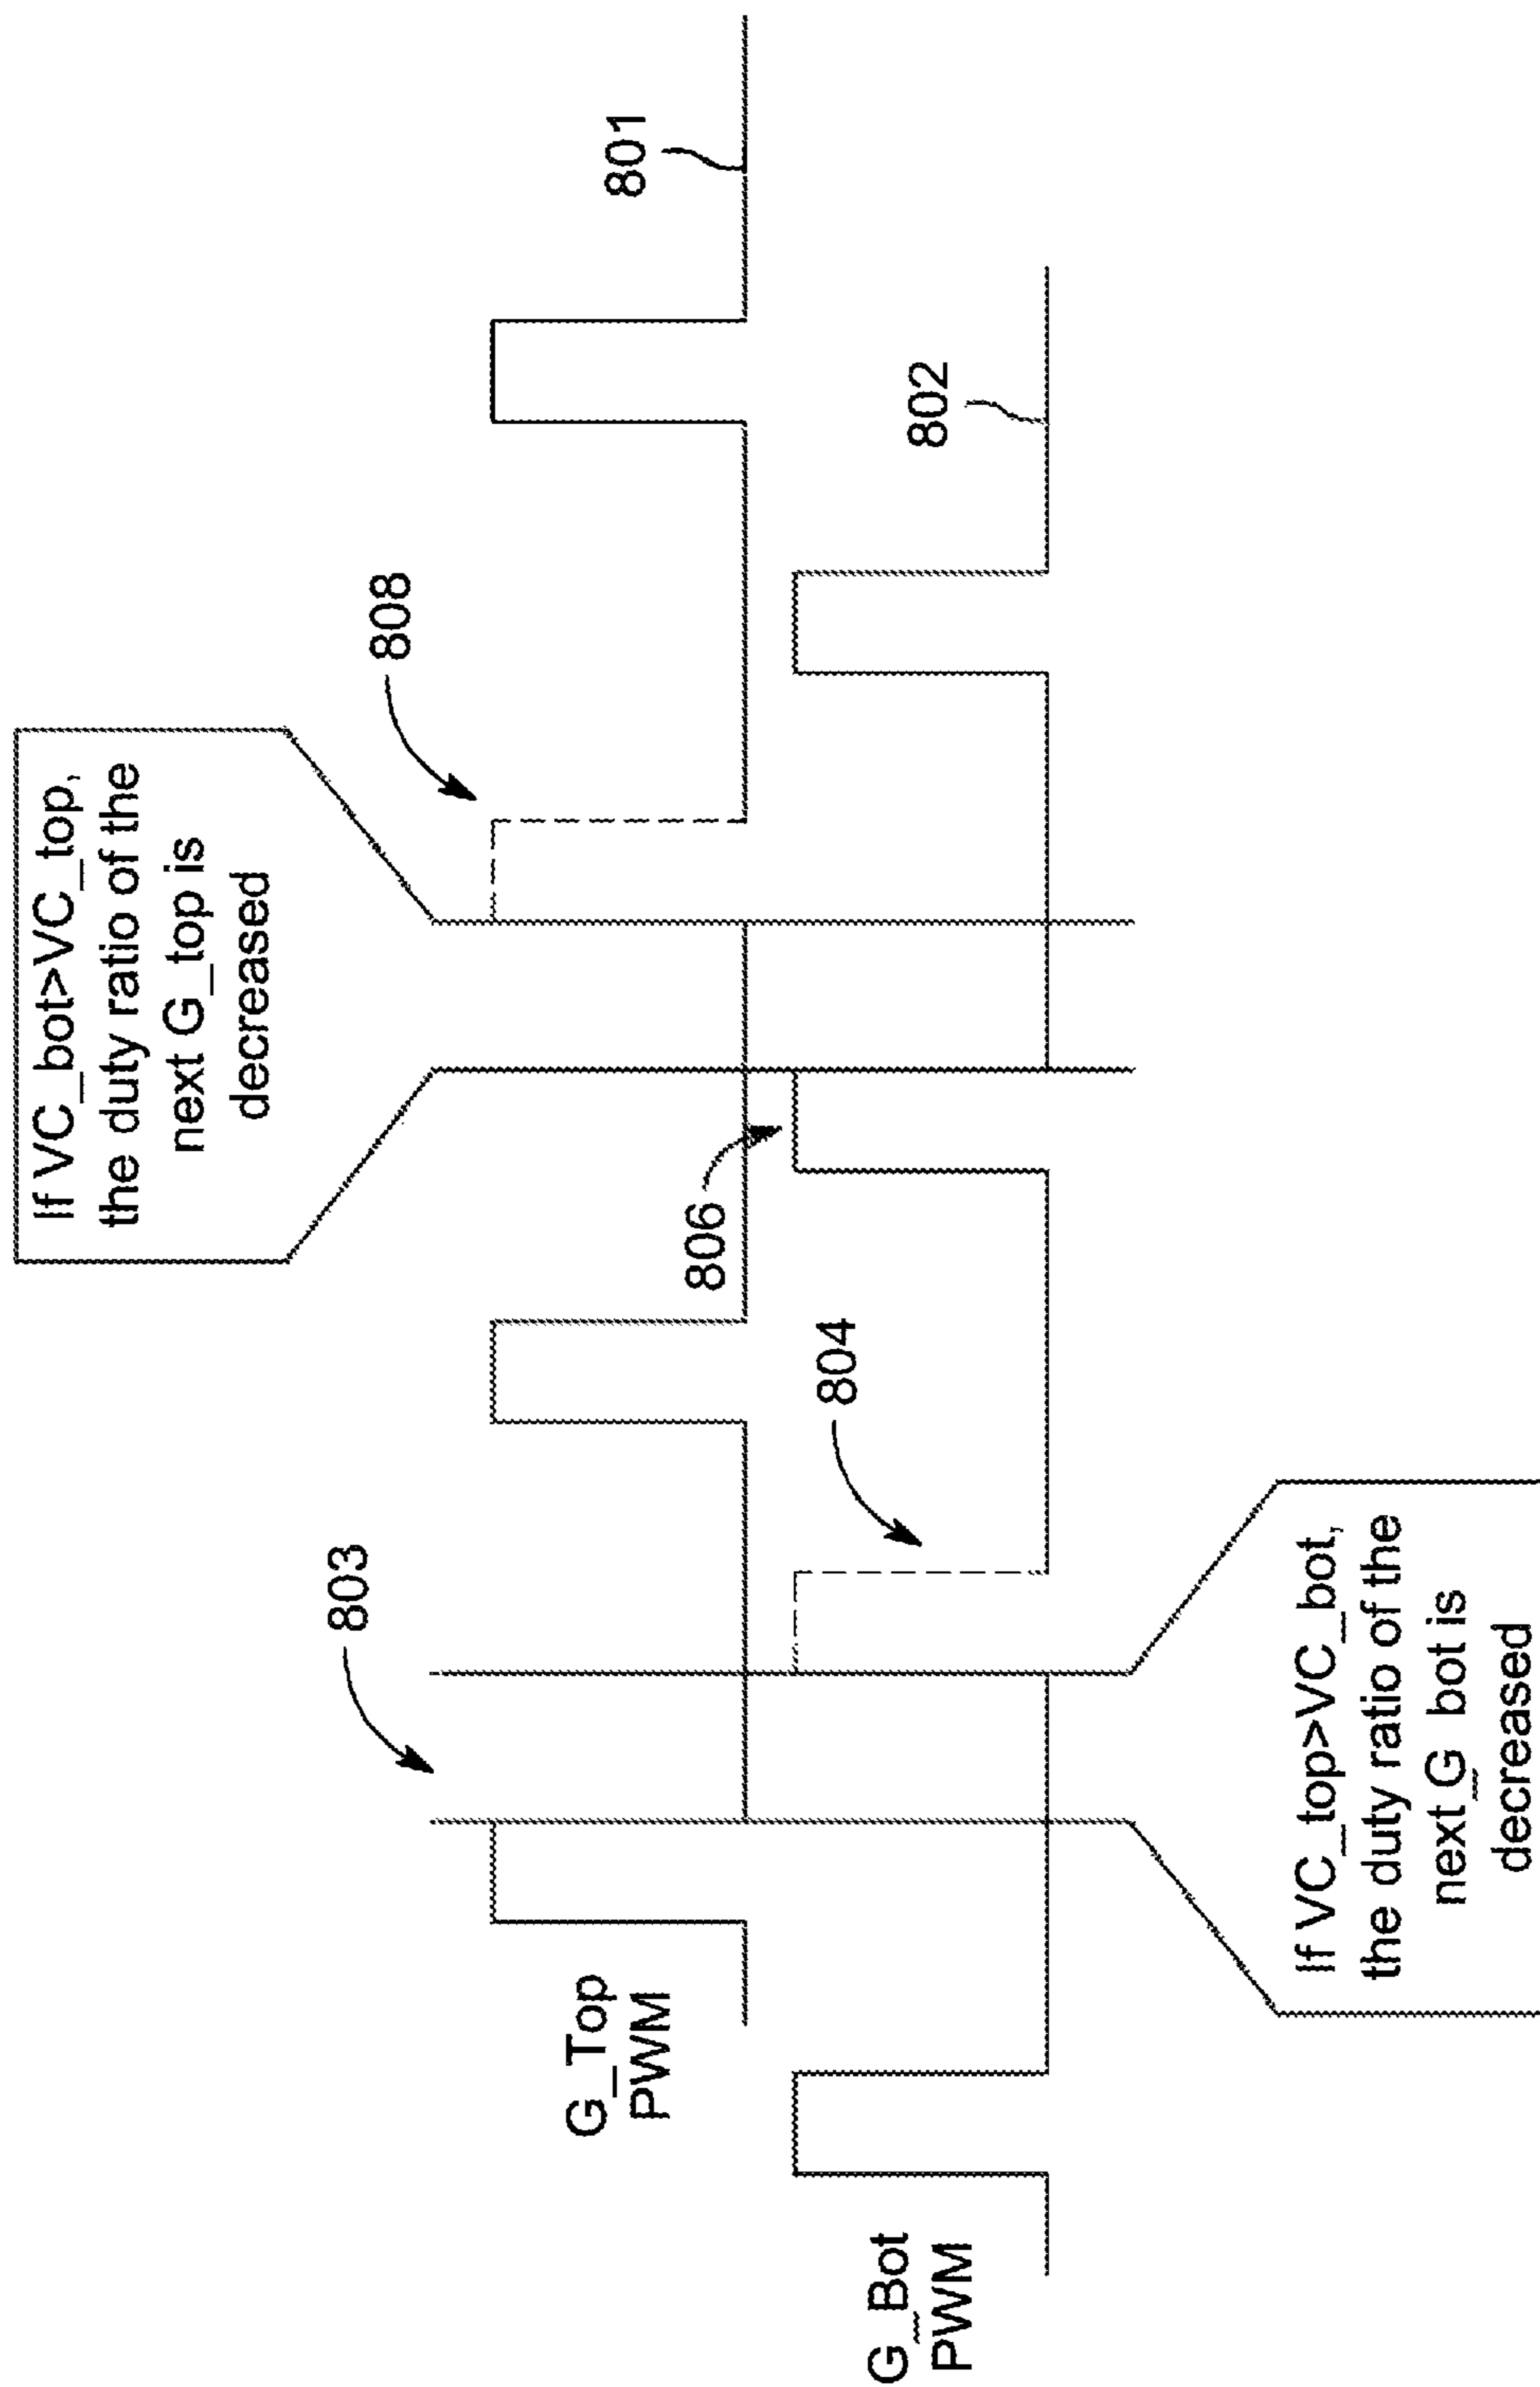 If VC_bot>VC_top,
the duty ratio of the
next G_top is
decreased
808
803
G_Top
PWM
801
806
804
G_Bot
PWM
802
If VC_top>VC_bot,
the duty ratio of the
next G_bot is
decreased